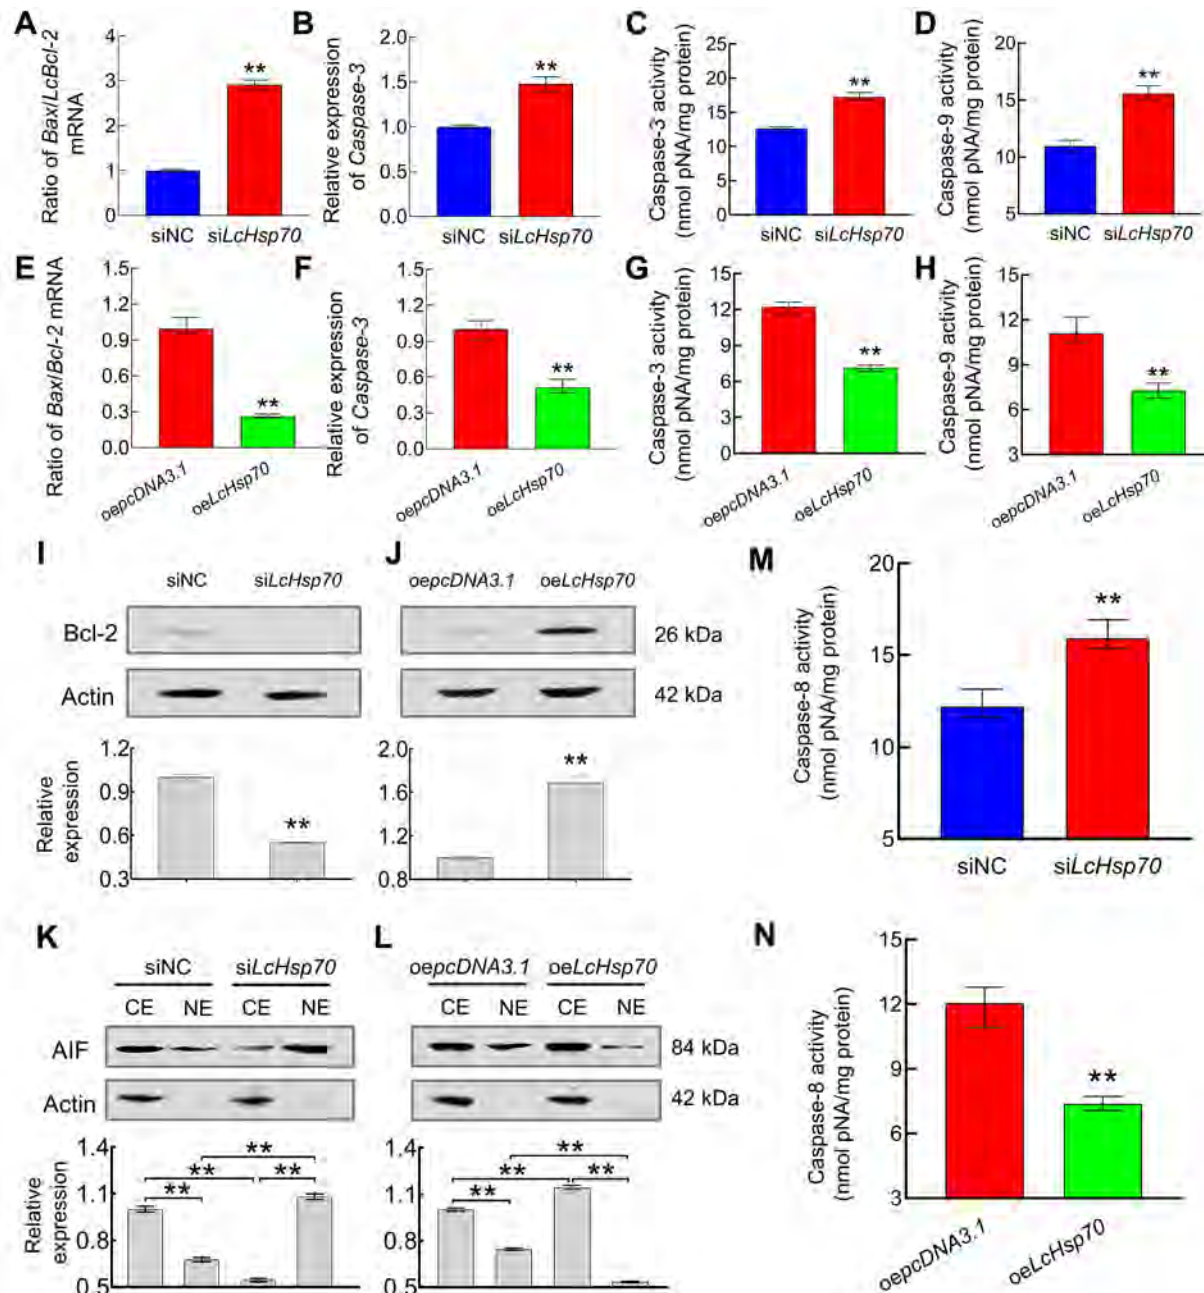 A
Ratio of Bax/LcBcl-2
mRNA
4
3
2
1
0
**
siNC
siLcHsp70
B
Relative expression
of Caspase-3
2.0
1.5
1.0
0.5
0.0
**
siNC
siLcHsp70
C
Caspase-3 activity
(nmol pNA/mg protein)
25
20
15
10
5
0
**
siNC
siLcHsp70
D
Caspase-9 activity
(nmol pNA/mg protein)
20
15
10
5
**
siNC
siLcHsp70
E
Ratio of Bax/Bcl-2 mRNA
1.5
1.2
0.9
0.6
0.3
0.0
**
oepcDNA3.1
oeLcHsp70
F
Relative expression
of Caspase-3
1.5
1.2
0.9
0.6
0.3
0.0
**
oepcDNA3.1
oeLcHsp70
G
Caspase-3 activity
(nmol pNA/mg protein)
15
12
9
6
3
0
**
oepcDNA3.1
oeLcHsp70
H
Caspase-9 activity
(nmol pNA/mg protein)
15
12
9
6
3
**
oepcDNA3.1
oeLcHsp70
I
siNC
siLcHsp70
J
oepcDNA3.1
oeLcHsp70
Bcl-2
26 kDa
Actin
42 kDa
Relative
expression
1.2
0.9
0.6
0.3
**
2.0
1.6
1.2
0.8
**
M
Caspase-8 activity
(nmol pNA/mg protein)
20
15
10
5
**
siNC
siLcHsp70
K
siNC
siLcHsp70
CE
NE
CE
NE
L
oepcDNA3.1
oeLcHsp70
CE
NE
CE
NE
AIF
84 kDa
Actin
42 kDa
Relative
expression
1.4
1.1
0.8
0.5
**
**
**
**
1.4
1.1
0.8
0.5
**
**
**
**
N
Caspase-8 activity
(nmol pNA/mg protein)
15
12
9
6
3
**
oepcDNA3.1
oeLcHsp70